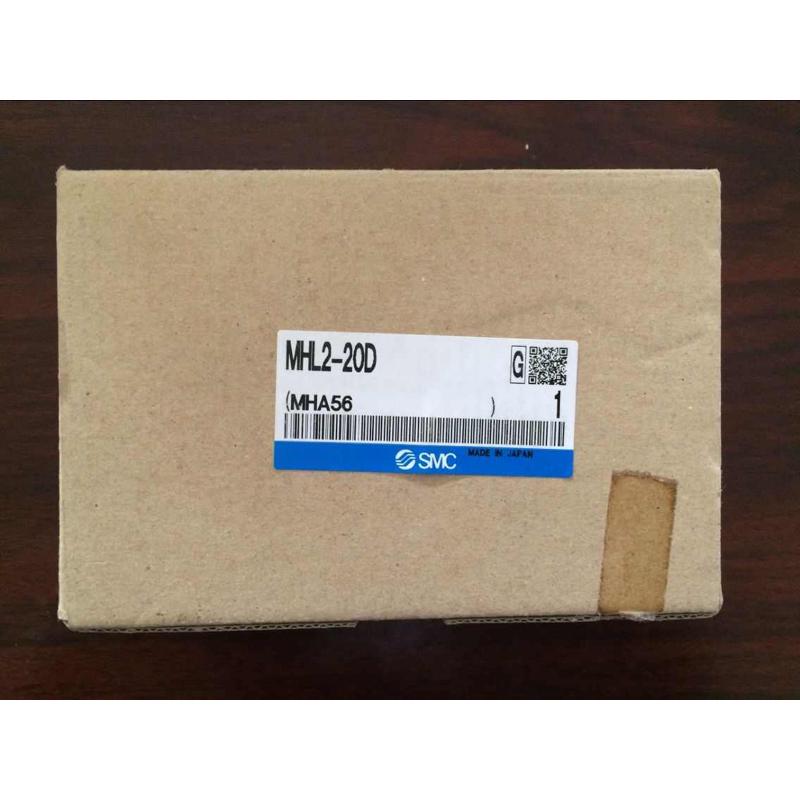 MHL2-20D
G
(MHA56 ) 1
SMC MADE IN JAPAN